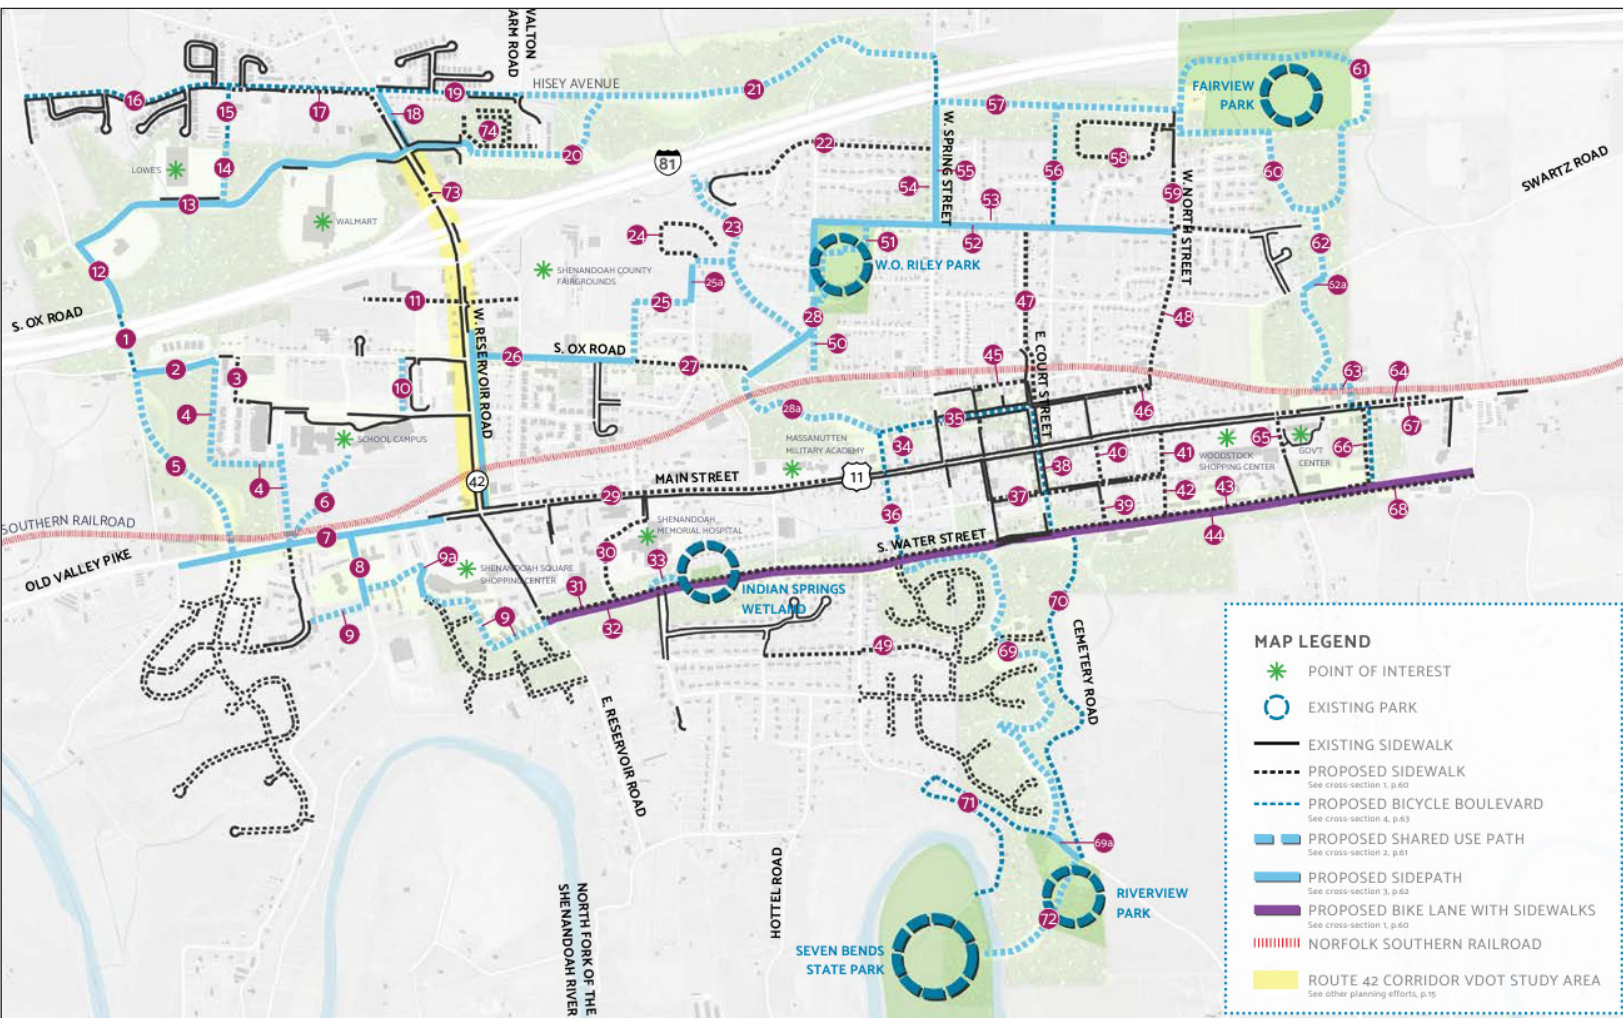 WALTON
FARM ROAD
HISEY AVENUE
FAIRVIEW
PARK
61
16
15
17
18
19
21
57
74
20
14
LOWE'S
81
22
W. SPRING STREET
55
56
58
54
53
59
W. NORTH STREET
60
SWARTZ ROAD
13
73
WALMART
24
23
51
52
62
W.O. RILEY PARK
12
SHENANDOAH COUNTY
FAIRGROUNDS
25a
62a
S. OX ROAD
11
25
47
48
28
1
W. RESERVOIR ROAD
26
S. OX ROAD
27
50
E. COURT STREET
45
63
64
2
3
10
4
28a
35
46
67
SCHOOL CAMPUS
MASSANUTTEN
MILITARY ACADEMY
34
40
41
WOODSTOCK
SHOPPING CENTER
65
GOV'T
CENTER
66
5
4
42
MAIN STREET
11
38
6
29
37
39
42
43
36
68
SOUTHERN RAILROAD
7
SHENANDOAH
MEMORIAL HOSPITAL
S. WATER STREET
44
OLD VALLEY PIKE
8
9a
SHENANDOAH SQUARE
SHOPPING CENTER
30
33
31
INDIAN SPRINGS
WETLAND
70
9
9
32
49
69
CEMETERY ROAD
E. RESERVOIR ROAD
71
69a
HOTTEL ROAD
NORTH FORK OF THE
SHENANDOAH RIVER
RIVERVIEW
PARK
72
SEVEN BENDS
STATE PARK
MAP LEGEND
POINT OF INTEREST
EXISTING PARK
EXISTING SIDEWALK
PROPOSED SIDEWALK
See cross-section 1, p.60
PROPOSED BICYCLE BOULEVARD
See cross-section 4, p.63
PROPOSED SHARED USE PATH
See cross-section 2, p.61
PROPOSED SIDEPATH
See cross-section 3, p.62
PROPOSED BIKE LANE WITH SIDEWALKS
See cross-section 1, p.60
NORFOLK SOUTHERN RAILROAD
ROUTE 42 CORRIDOR VDOT STUDY AREA
See other planning efforts, p.15